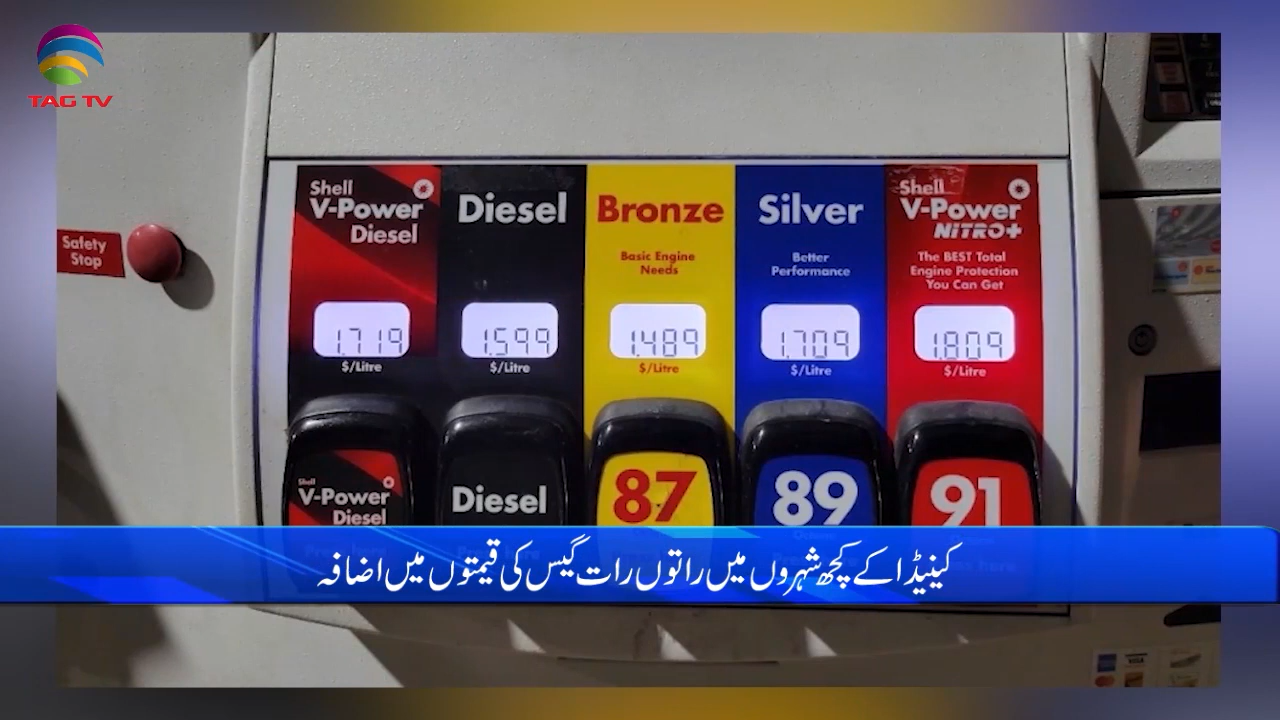 TAG TV
Safety
Stop
Shell
V-Power
Diesel
1.719
$/Litre
Diesel
1.599
$/Litre
Bronze
Basic Engine
Needs
1.489
$/Litre
Silver
Better
Performance
1.709
$/Litre
Shell
V-Power
NiTRO+
The BEST Total
Engine Protection
You Can Get
1.809
$/Litre
Shell
V-Power
Diesel
Diesel
87
89
91
کینیڈا کے کچھ شہروں میں راتوں رات گیس کی قیمتوں میں اضافہ
VISA